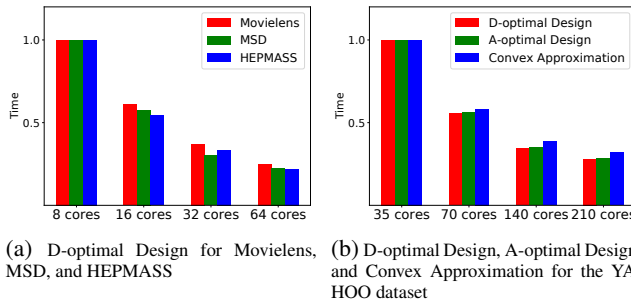 Movielens
MSD
HEPMASS
1.0
0.5
Time
8 cores 16 cores 32 cores 64 cores
(a) D-optimal Design for Movielens,
MSD, and HEPMASS
D-optimal Design
A-optimal Design
Convex Approximation
1.0
0.5
Time
35 cores 70 cores 140 cores 210 cores
(b) D-optimal Design, A-optimal Design
and Convex Approximation for the YA
HOO dataset